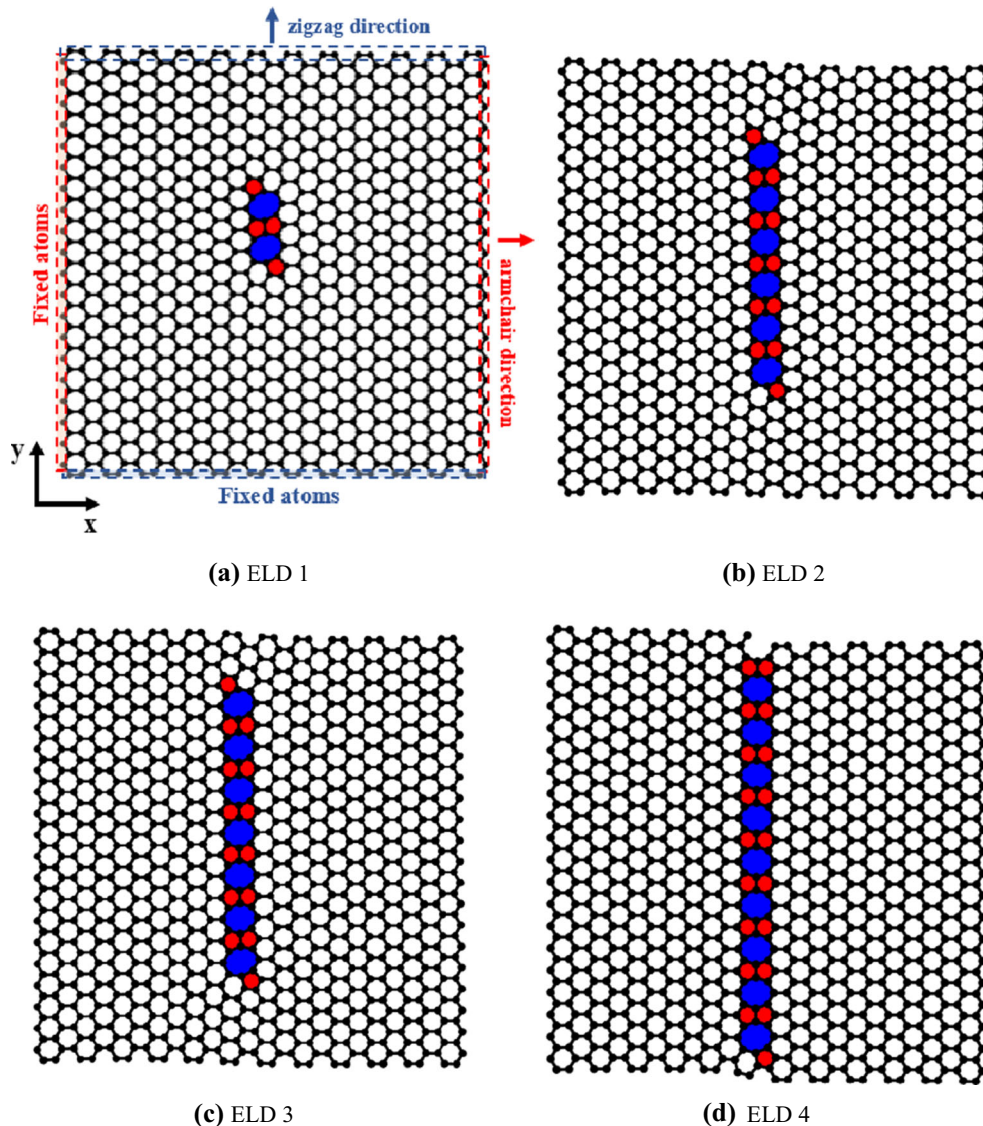 zigzag direction
Fixed atoms
armchair direction
y
x
Fixed atoms
(a) ELD 1
(b) ELD 2
(c) ELD 3
(d) ELD 4